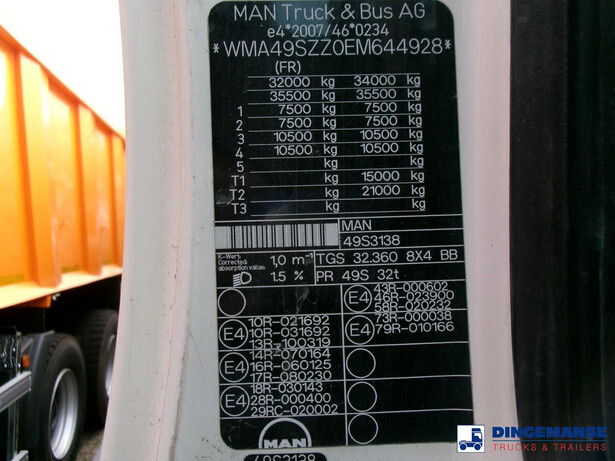 MAN Truck & Bus AG
e4*2007/46*0234
*WMA49SZZ0EM644928*
(FR)
32000 kg 34000 kg
35500 kg 35500 kg
1 7500 kg 7500 kg
2 7500 kg 7500 kg
3 10500 kg 10500 kg
4 10500 kg 10500 kg
5 kg kg
T1 kg 15000 kg
T2 kg 21000 kg
T3 kg kg
MAN
49S3138
K-Wert
Corrected
absorption value
1,0 m⁻¹
TGS 32.360 8X4 BB
1.5 %
PR 49S 32t
43R-000602
E4 46R-023900
58R-020232
10R-021692
E4 10R-031692
13R-100319
73R-000038
E4 79R-010166
14R-070164
E4 16R-060125
17R-080230
18R-030143
E4 28R-000400
29RC-020002
MAN
49S3138
DINGEMANSE
TRUCKS & TRAILERS